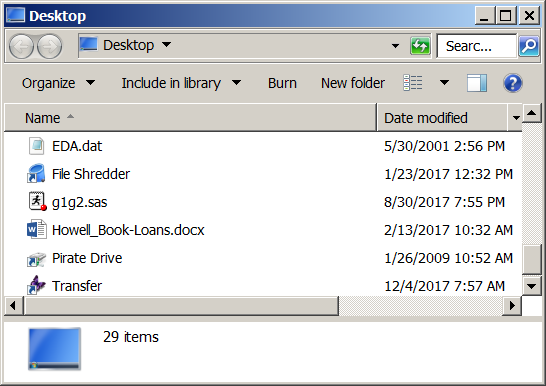 Desktop
Desktop
Searc...
Organize Include in library Burn New folder
Name Date modified
EDA.dat 5/30/2001 2:56 PM
File Shredder 1/23/2017 12:32 PM
g1g2.sas 8/30/2017 7:55 PM
Howell_Book-Loans.docx 2/13/2017 10:32 AM
Pirate Drive 1/26/2009 10:52 AM
Transfer 12/4/2017 7:57 AM
29 items